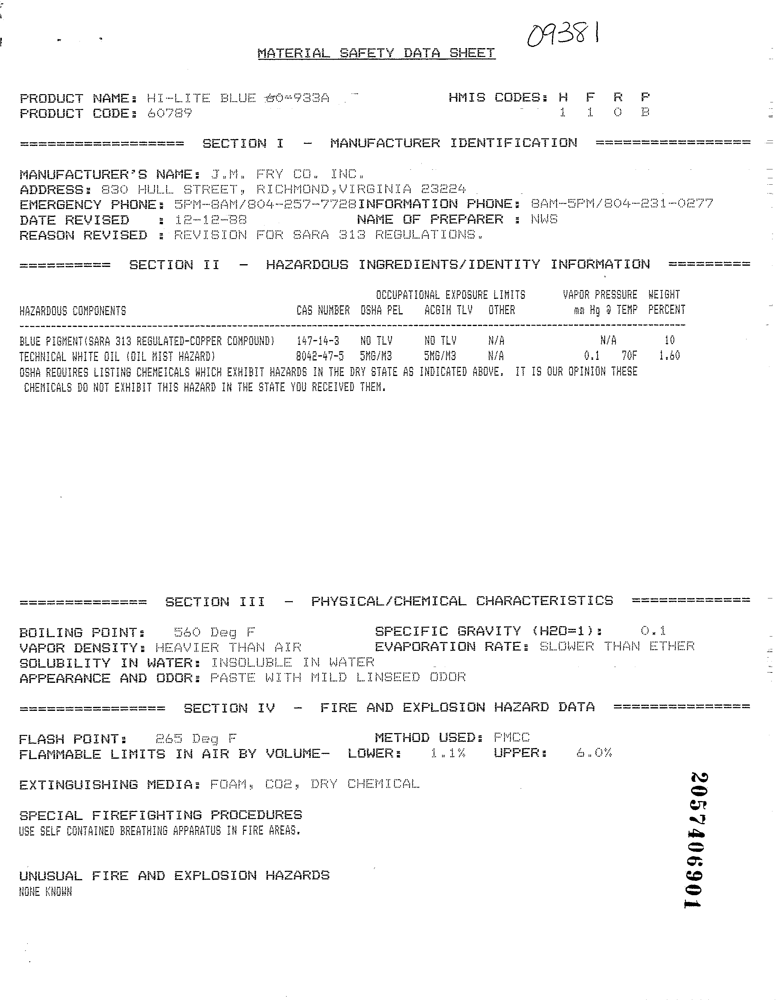 09381
MATERIAL SAFETY DATA SHEET
PRODUCT NAME: HI-LITE BLUE 60-933A HMIS CODES: H F R P
PRODUCT CODE: 60789 1 1 0 B
================== SECTION I - MANUFACTURER IDENTIFICATION =================
MANUFACTURER'S NAME: J.M. FRY CO. INC.
ADDRESS: 830 HULL STREET, RICHMOND,VIRGINIA 23224
EMERGENCY PHONE: 5PM-8AM/804-257-7728INFORMATION PHONE: 8AM-5PM/804-231-0277
DATE REVISED : 12-12-88 NAME OF PREPARER : NWS
REASON REVISED : REVISION FOR SARA 313 REGULATIONS.
========== SECTION II - HAZARDOUS INGREDIENTS/IDENTITY INFORMATION =========
OCCUPATIONAL EXPOSURE LIMITS VAPOR PRESSURE WEIGHT
HAZARDOUS COMPONENTS CAS NUMBER OSHA PEL ACGIH TLV OTHER mm Hg @ TEMP PERCENT
BLUE PIGMENT(SARA 313 REGULATED-COPPER COMPOUND) 147-14-3 NO TLV NO TLV N/A N/A 10
TECHNICAL WHITE OIL (OIL MIST HAZARD) 8042-47-5 5MG/M3 5MG/M3 N/A 0.1 70F 1.60
OSHA REQUIRES LISTING CHEMEICALS WHICH EXHIBIT HAZARDS IN THE DRY STATE AS INDICATED ABOVE. IT IS OUR OPINION THESE
CHEMICALS DO NOT EXHIBIT THIS HAZARD IN THE STATE YOU RECEIVED THEM.
============== SECTION III - PHYSICAL/CHEMICAL CHARACTERISTICS =============
BOILING POINT: 560 Deg F SPECIFIC GRAVITY (H2O=1): 0.1
VAPOR DENSITY: HEAVIER THAN AIR EVAPORATION RATE: SLOWER THAN ETHER
SOLUBILITY IN WATER: INSOLUBLE IN WATER
APPEARANCE AND ODOR: PASTE WITH MILD LINSEED ODOR
================ SECTION IV - FIRE AND EXPLOSION HAZARD DATA ===============
FLASH POINT: 265 Deg F METHOD USED: PMCC
FLAMMABLE LIMITS IN AIR BY VOLUME- LOWER: 1.1% UPPER: 6.0%
EXTINGUISHING MEDIA: FOAM, CO2, DRY CHEMICAL
SPECIAL FIREFIGHTING PROCEDURES
USE SELF CONTAINED BREATHING APPARATUS IN FIRE AREAS.
UNUSUAL FIRE AND EXPLOSION HAZARDS
NONE KNOWN
2057406901